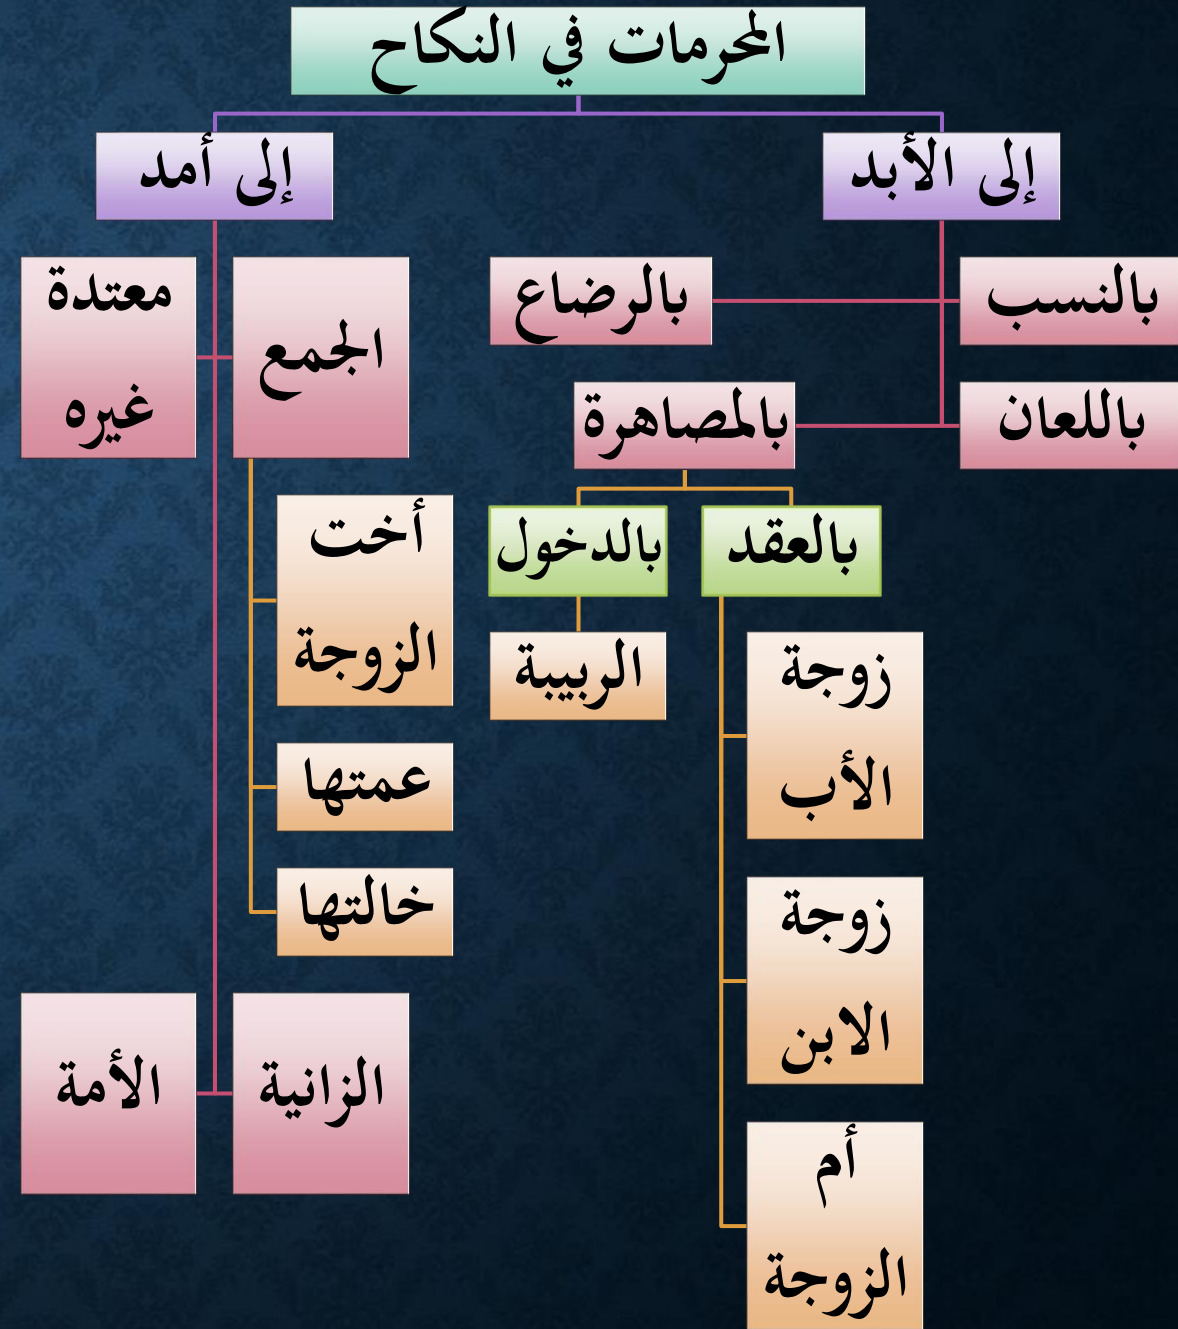 المحرمات في النكاح
إلى الأبد
إلى أمد
بالنسب
بالرضاع
باللعان
بالمصاهرة
بالعقد
بالدخول
زوجة
الأب
زوجة
الابن
أم
الزوجة
الربيبة
الجمع
معتدة
غيره
أخت
الزوجة
عمتها
خالتها
الزانية
الأمة